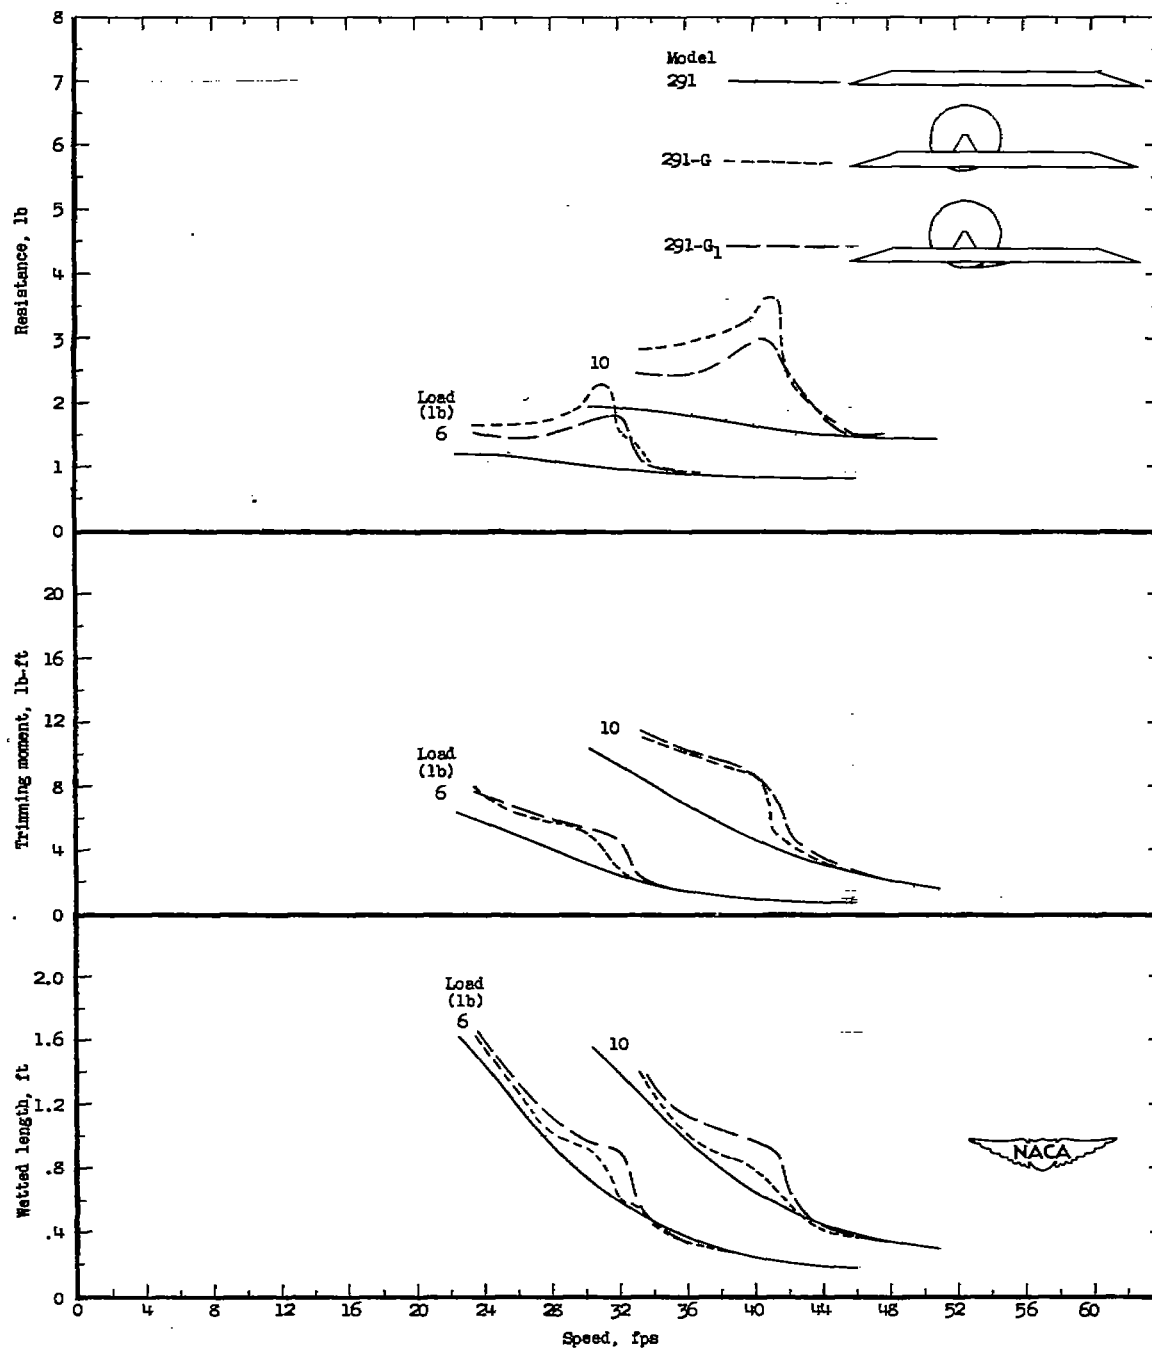 8
7
6
5
4
3
2
1
0
Resistance, lb
Model
291
291-G
291-G1
10
Load
(lb)
6
20
16
12
8
4
0
Trimming moment, lb-ft
10
Load
(lb)
6
2.0
1.6
1.2
.8
.4
0
Wetted length, ft
Load
(lb)
6
10
NACA
0 4 8 12 16 20 24 28 32 36 40 44 48 52 56 60
Speed, fps